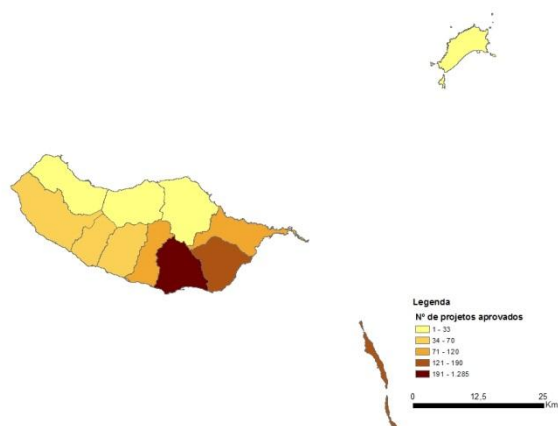 Legenda
Nº de projetos aprovados
1 - 33
34 - 70
71 - 120
121 - 190
191 - 1.285
0 12,5 25
Km